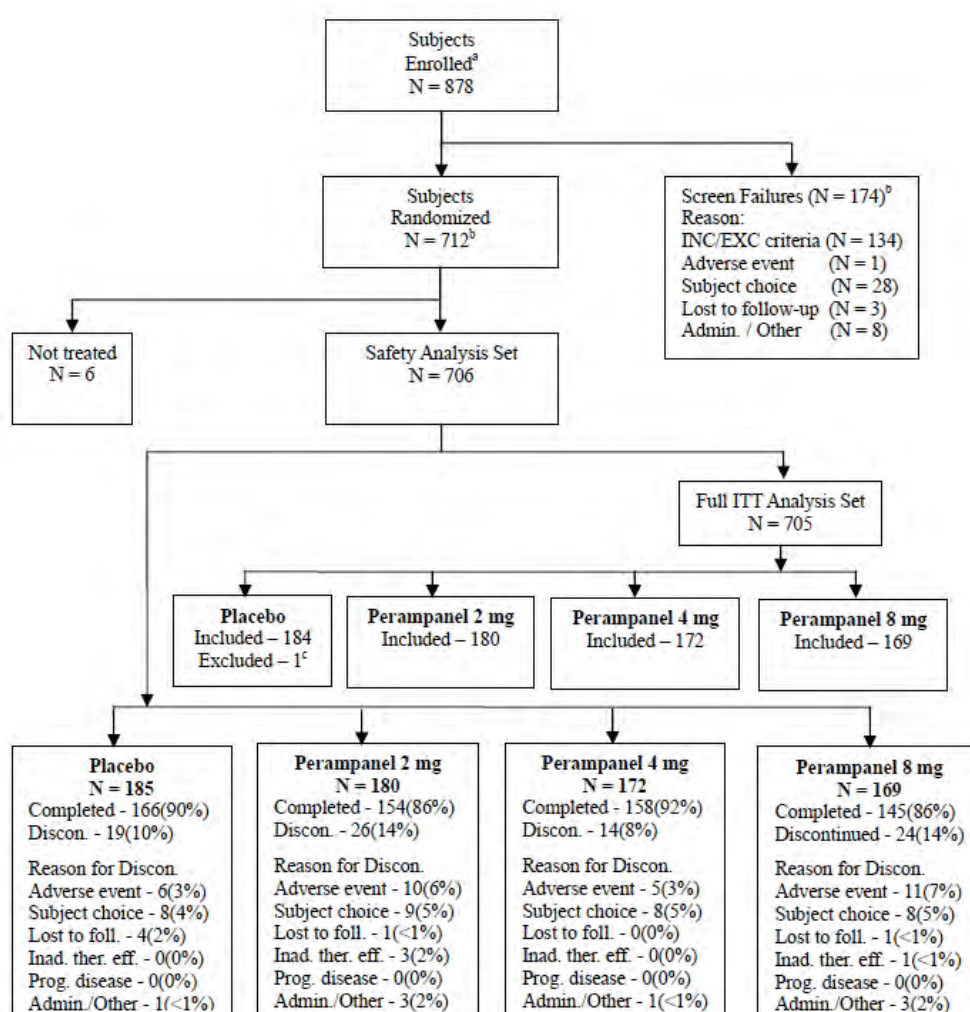 Subjects
Enrolledᵃ
N = 878
Subjects
Randomized
N = 712ᵇ
Screen Failures (N = 174)ᵇ
Reason:
INC/EXC criteria (N = 134)
Adverse event (N = 1)
Subject choice (N = 28)
Lost to follow-up (N = 3)
Admin. / Other (N = 8)
Not treated
N = 6
Safety Analysis Set
N = 706
Full ITT Analysis Set
N = 705
Placebo
Included – 184
Excluded – 1ᶜ
Perampanel 2 mg
Included – 180
Perampanel 4 mg
Included – 172
Perampanel 8 mg
Included – 169
Placebo
N = 185
Completed - 166(90%)
Discon. - 19(10%)
Reason for Discon.
Adverse event - 6(3%)
Subject choice - 8(4%)
Lost to foll. - 4(2%)
Inad. ther. eff. - 0(0%)
Prog. disease - 0(0%)
Admin./Other - 1(<1%)
Perampanel 2 mg
N = 180
Completed - 154(86%)
Discon. - 26(14%)
Reason for Discon.
Adverse event - 10(6%)
Subject choice - 9(5%)
Lost to foll. - 1(<1%)
Inad. ther. eff. - 3(2%)
Prog. disease - 0(0%)
Admin./Other - 3(2%)
Perampanel 4 mg
N = 172
Completed - 158(92%)
Discon. - 14(8%)
Reason for Discon.
Adverse event - 5(3%)
Subject choice - 8(5%)
Lost to foll. - 0(0%)
Inad. ther. eff. - 0(0%)
Prog. disease - 0(0%)
Admin./Other - 1(<1%)
Perampanel 8 mg
N = 169
Completed - 145(86%)
Discontinued - 24(14%)
Reason for Discon.
Adverse event - 11(7%)
Subject choice - 8(5%)
Lost to foll. - 1(<1%)
Inad. ther. eff. - 1(<1%)
Prog. disease - 0(0%)
Admin./Other - 3(2%)